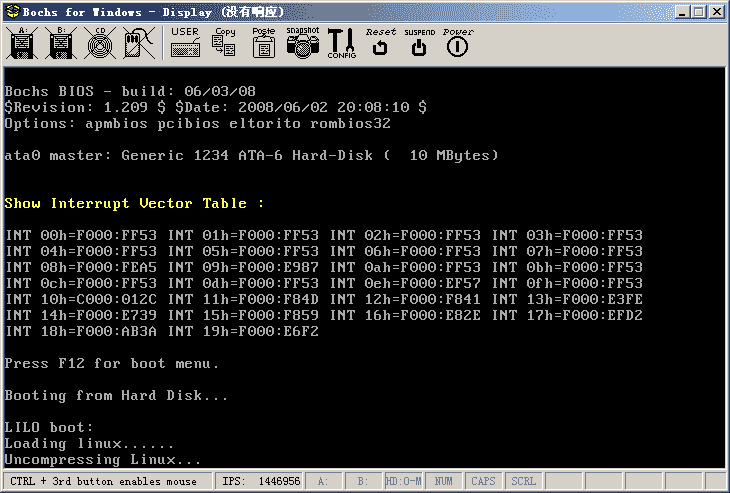 Bochs for Windows - Display (没有响应)
A: B: CD USER Copy Paste snapshot CONFIG Reset SUSPEND Power
Bochs BIOS - build: 06/03/08
$Revision: 1.209 $ $Date: 2008/06/02 20:08:10 $
Options: apmbios pcibios eltorito rombios32
ata0 master: Generic 1234 ATA-6 Hard-Disk (  10 MBytes)
Show Interrupt Vector Table :
INT 00h=F000:FF53 INT 01h=F000:FF53 INT 02h=F000:FF53 INT 03h=F000:FF53
INT 04h=F000:FF53 INT 05h=F000:FF53 INT 06h=F000:FF53 INT 07h=F000:FF53
INT 08h=F000:FEA5 INT 09h=F000:E987 INT 0ah=F000:FF53 INT 0bh=F000:FF53
INT 0ch=F000:FF53 INT 0dh=F000:FF53 INT 0eh=F000:EF57 INT 0fh=F000:FF53
INT 10h=C000:012C INT 11h=F000:F84D INT 12h=F000:F841 INT 13h=F000:E3FE
INT 14h=F000:E739 INT 15h=F000:F859 INT 16h=F000:E82E INT 17h=F000:EFD2
INT 18h=F000:AB3A INT 19h=F000:E6F2
Press F12 for boot menu.
Booting from Hard Disk...
LILO boot:
Loading linux......
Uncompressing Linux...
CTRL + 3rd button enables mouse IPS: 1446956 A: B: HD:0-M NUM CAPS SCRL